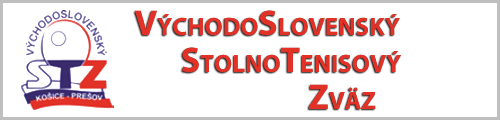 VÝCHODOSLOVENSKÝ
STZ
KOŠICE - PREŠOV
VÝCHODOSLOVENSKÝ
STOLNOTENISOVÝ
ZVÄZ